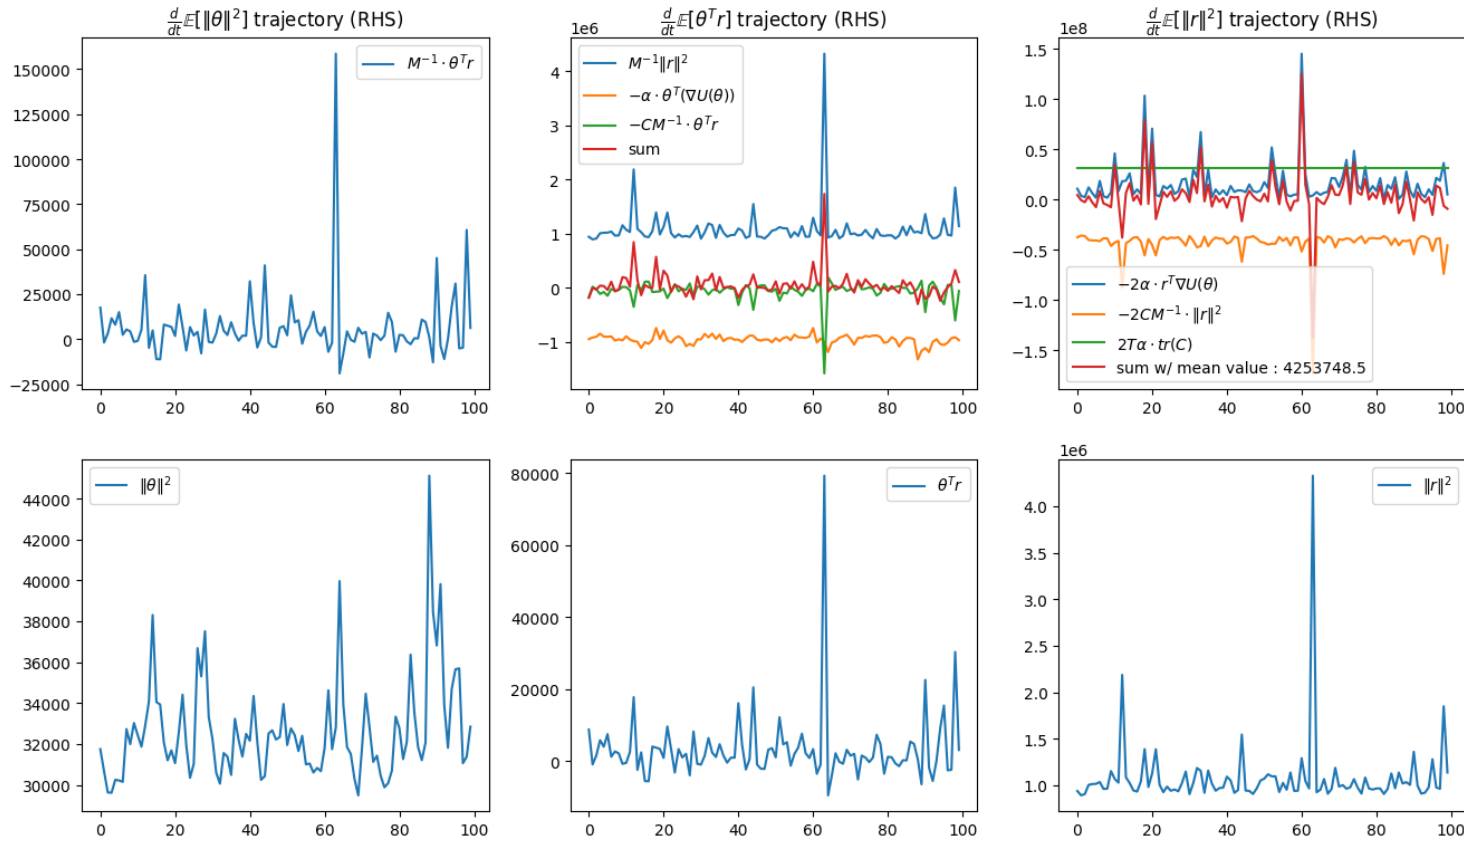 d/dt 𝔼[‖θ‖²] trajectory (RHS)
150000
125000
100000
75000
50000
25000
0
−25000
M⁻¹ · θᵀr
0 20 40 60 80 100
d/dt 𝔼[θᵀr] trajectory (RHS)
1e6
4
3
2
1
0
−1
M⁻¹‖r‖²
−α · θᵀ(∇U(θ))
−CM⁻¹ · θᵀr
sum
0 20 40 60 80 100
d/dt 𝔼[‖r‖²] trajectory (RHS)
1e8
1.5
1.0
0.5
0.0
−0.5
−1.0
−1.5
−2α · rᵀ∇U(θ)
−2CM⁻¹ · ‖r‖²
2Tα · tr(C)
sum w/ mean value : 4253748.5
0 20 40 60 80 100
44000
42000
40000
38000
36000
34000
32000
30000
‖θ‖²
0 20 40 60 80 100
80000
60000
40000
20000
0
θᵀr
0 20 40 60 80 100
1e6
4.0
3.5
3.0
2.5
2.0
1.5
1.0
‖r‖²
0 20 40 60 80 100